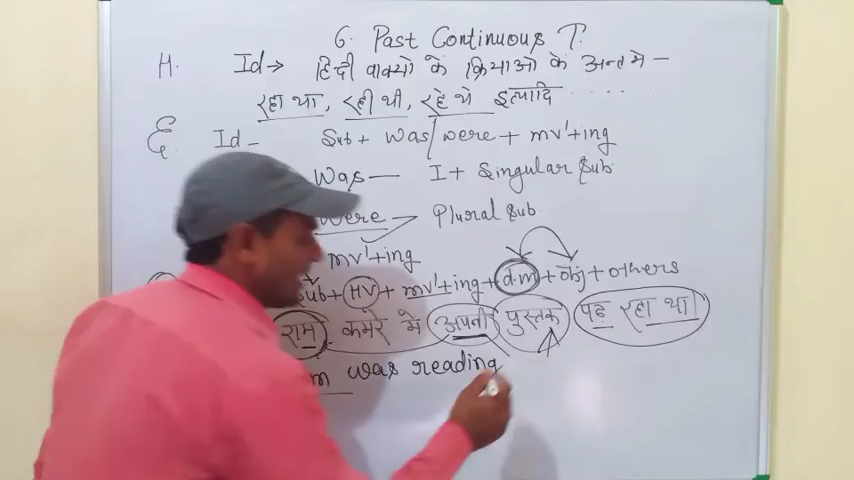 6. Past Continuous T.
H. Id→ हिंदी वाक्यो के क्रियाओ के अन्त मे —
रहा था, रही थी, रहे थे इत्यादि ......
E Id – Sub + was/were + mv'+ing
Was — I + Singular Sub.
Were Plural Sub
mv'+ing
sub + HV + mv'+ing + d.m + obj + others
राम कमरे मे अपनी पुस्तक पढ रहा था।
m was reading